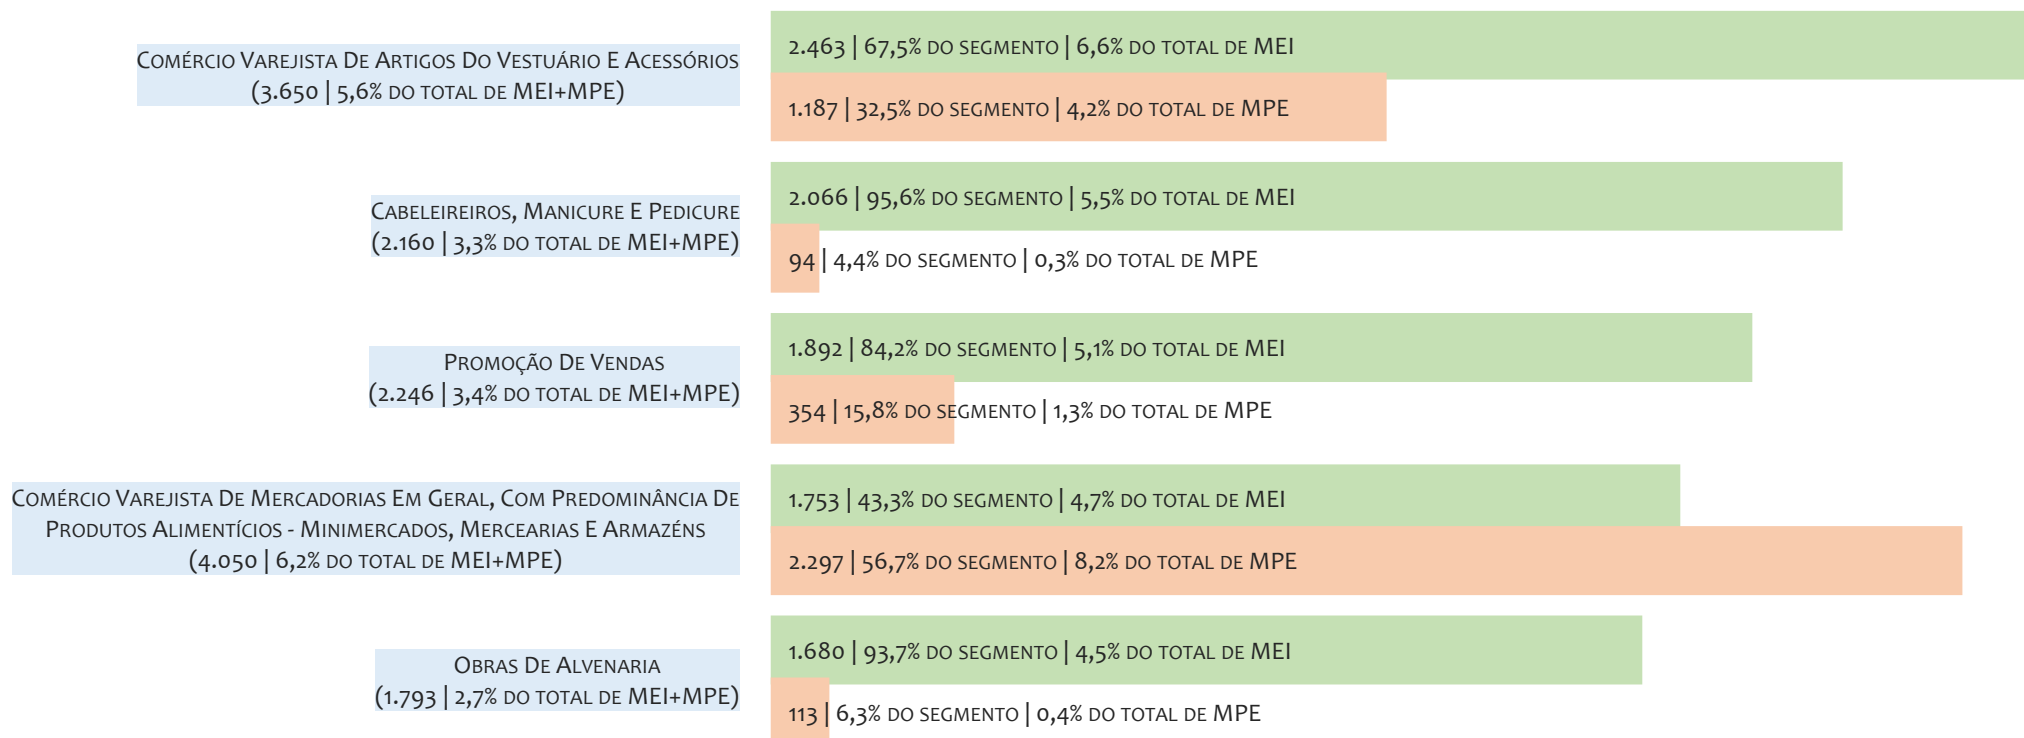 Comércio Varejista De Artigos Do Vestuário E Acessórios
(3.650 | 5,6% do total de MEI+MPE)
2.463 | 67,5% do segmento | 6,6% do total de MEI
1.187 | 32,5% do segmento | 4,2% do total de MPE
Cabeleireiros, Manicure E Pedicure
(2.160 | 3,3% do total de MEI+MPE)
2.066 | 95,6% do segmento | 5,5% do total de MEI
94 | 4,4% do segmento | 0,3% do total de MPE
Promoção De Vendas
(2.246 | 3,4% do total de MEI+MPE)
1.892 | 84,2% do segmento | 5,1% do total de MEI
354 | 15,8% do segmento | 1,3% do total de MPE
Comércio Varejista De Mercadorias Em Geral, Com Predominância De
Produtos Alimentícios - Minimercados, Mercearias E Armazéns
(4.050 | 6,2% do total de MEI+MPE)
1.753 | 43,3% do segmento | 4,7% do total de MEI
2.297 | 56,7% do segmento | 8,2% do total de MPE
Obras De Alvenaria
(1.793 | 2,7% do total de MEI+MPE)
1.680 | 93,7% do segmento | 4,5% do total de MEI
113 | 6,3% do segmento | 0,4% do total de MPE